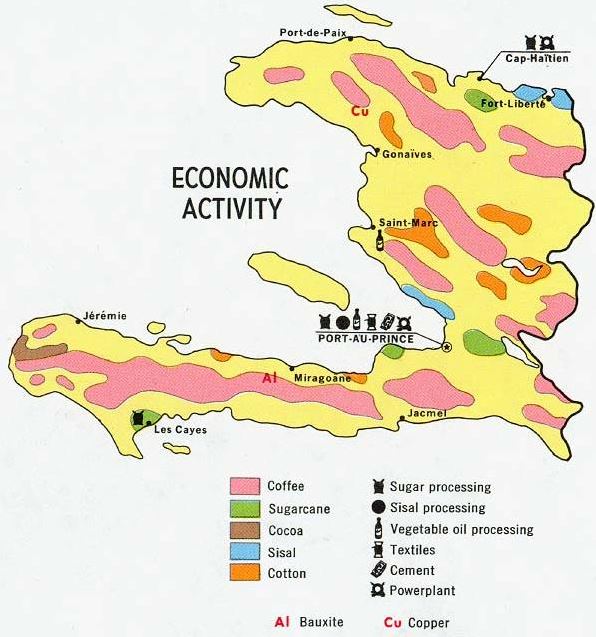 Port-de-Paix
Cap-Haïtien
Fort-Liberté
Cu
Gonaïves
ECONOMIC
ACTIVITY
Saint-Marc
Jérémie
PORT-AU-PRINCE
Al
Miragoane
Jacmel
Les Cayes
Coffee
Sugarcane
Cocoa
Sisal
Cotton
Sugar processing
Sisal processing
Vegetable oil processing
Textiles
Cement
Powerplant
Al Bauxite
Cu Copper